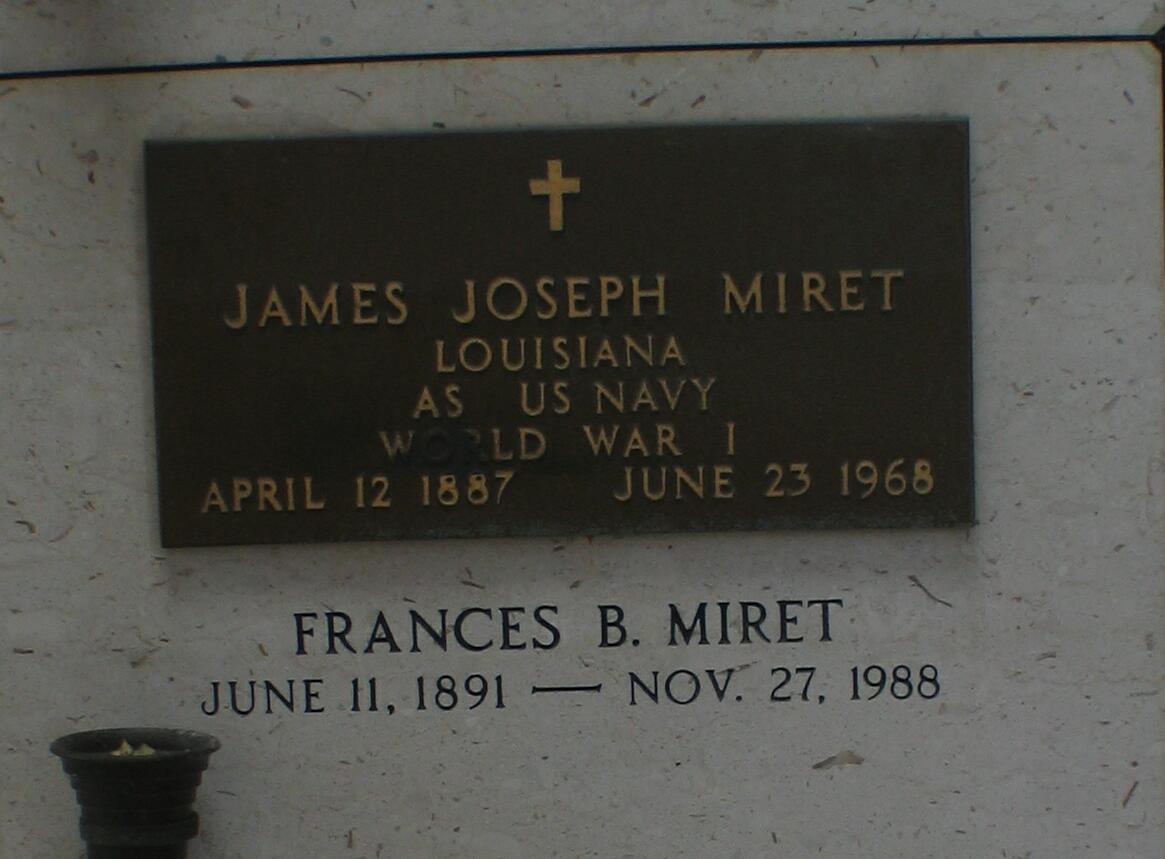 JAMES JOSEPH MIRET
LOUISIANA
AS US NAVY
WORLD WAR I
APRIL 12 1887 JUNE 23 1968
FRANCES B. MIRET
JUNE 11, 1891 — NOV. 27, 1988